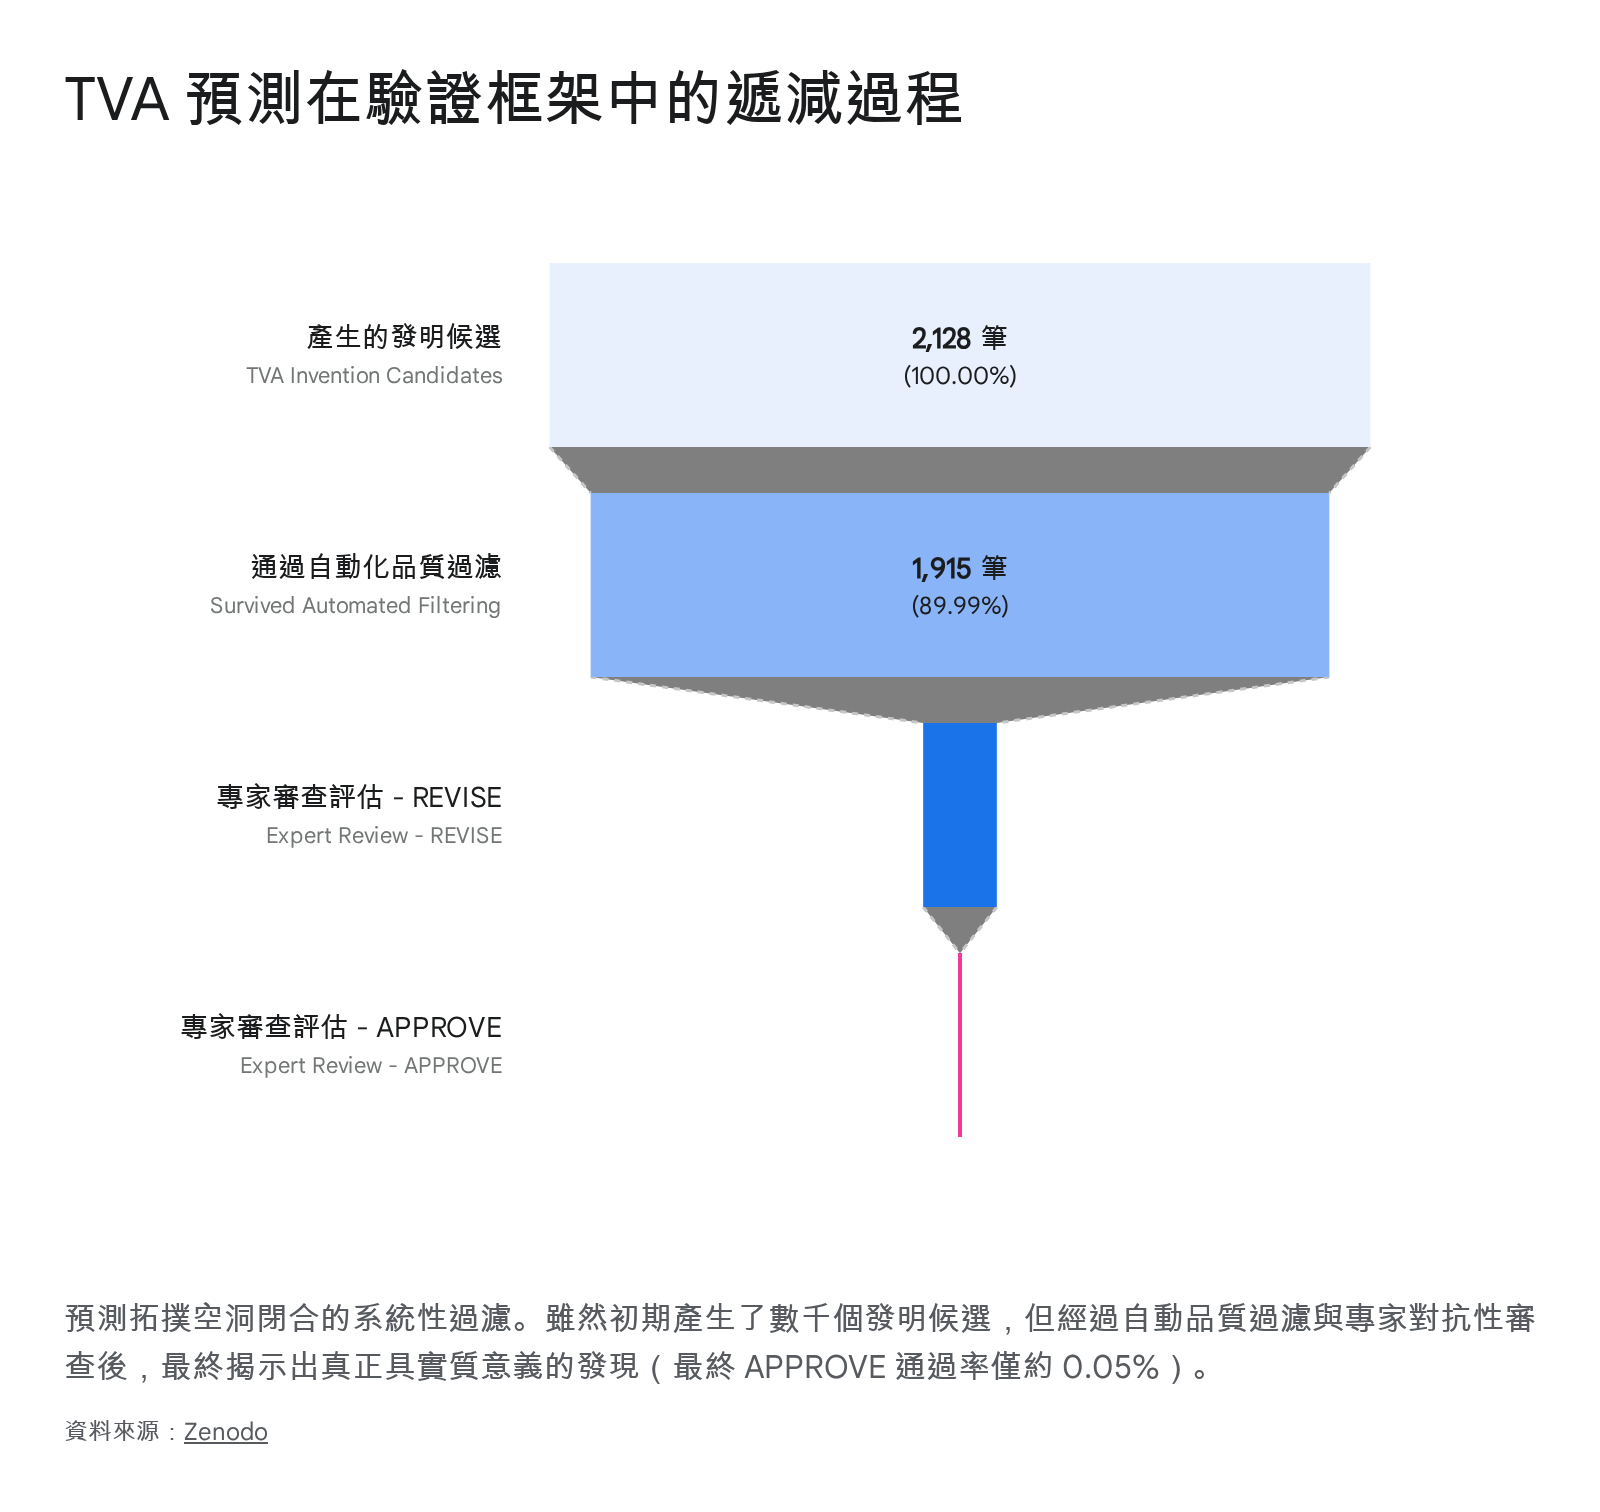 TVA 預測在驗證框架中的遞減過程
產生的發明候選
TVA Invention Candidates
2,128 筆
(100.00%)
通過自動化品質過濾
Survived Automated Filtering
1,915 筆
(89.99%)
專家審查評估 - REVISE
Expert Review - REVISE
專家審查評估 - APPROVE
Expert Review - APPROVE
預測拓撲空洞閉合的系統性過濾。雖然初期產生了數千個發明候選，但經過自動品質過濾與專家對抗性審
查後，最終揭示出真正具實質意義的發現（最終 APPROVE 通過率僅約 0.05%）。
資料來源：Zenodo